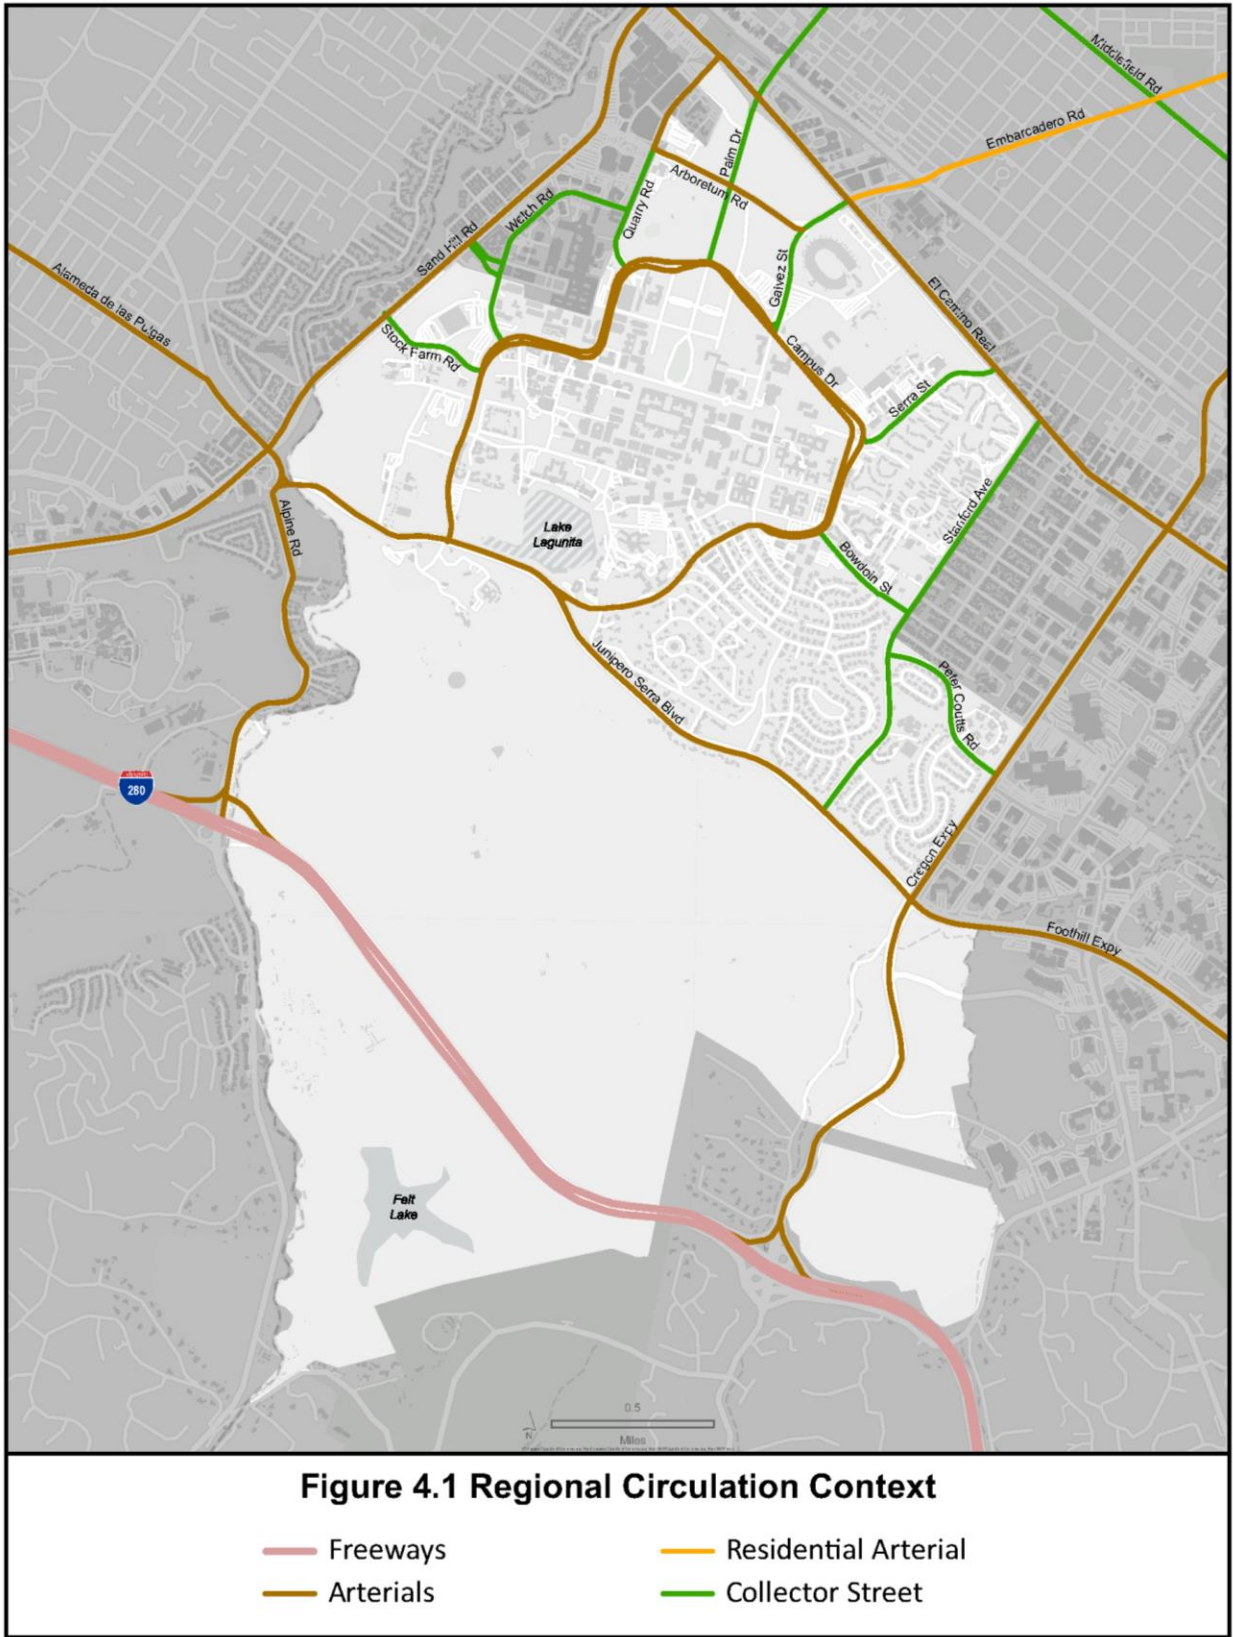 Middlefield Rd
Embarcadero Rd
Palm Dr
Arboretum Rd
Quarry Rd
Welch Rd
Sand Hill Rd
Galvez St
El Camino Real
Alameda de las Pulgas
Stock Farm Rd
Campus Dr
Serra St
Stanford Ave
Alpine Rd
Lake
Lagunita
Bowdoin St
Junipero Serra Blvd
Peter Coutts Rd
280
Oregon Expy
Foothill Expy
Felt
Lake
0.5
N
Miles
Figure 4.1 Regional Circulation Context
Freeways
Residential Arterial
Arterials
Collector Street